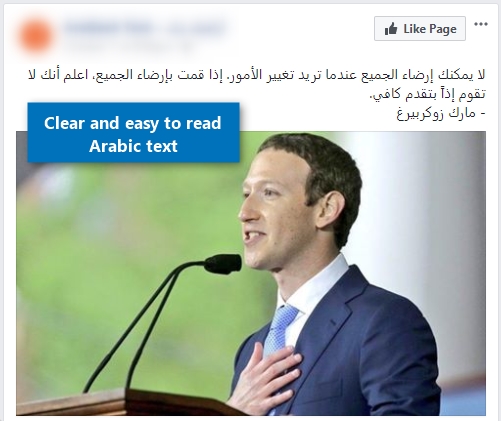 Like Page
لا يمكنك إرضاء الجميع عندما تريد تغيير الأمور. إذا قمت بإرضاء الجميع، اعلم أنك لا
تقوم إذاً بتقدم كافي.
- مارك زوكربيرغ
Clear and easy to read
Arabic text